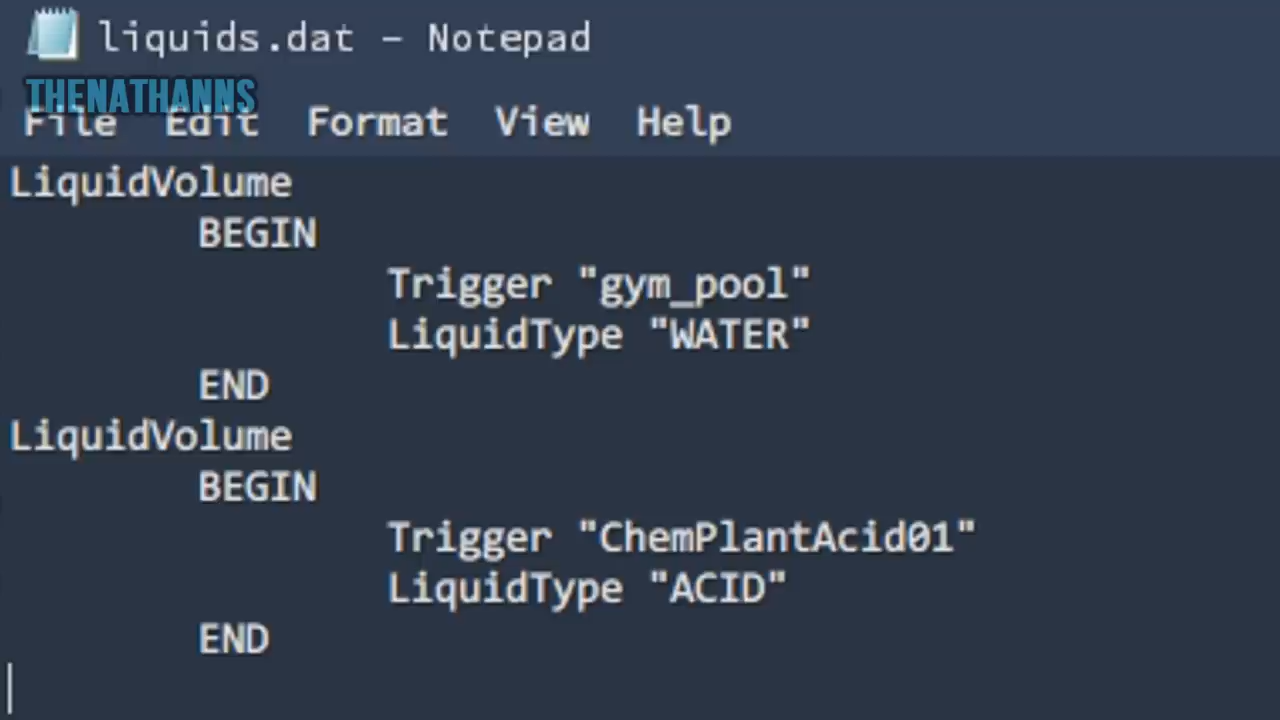 liquids.dat – Notepad
THENATHANNS
File Edit Format View Help
LiquidVolume
BEGIN
Trigger "gym_pool"
LiquidType "WATER"
END
LiquidVolume
BEGIN
Trigger "ChemPlantAcid01"
LiquidType "ACID"
END